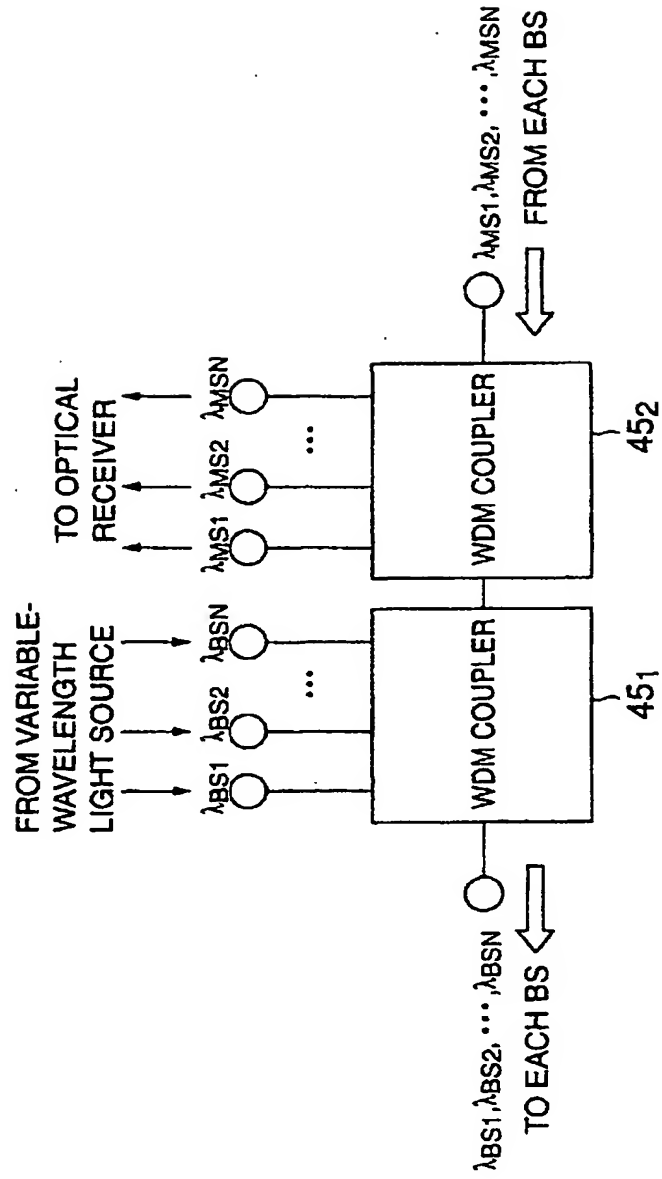 FROM VARIABLE-
WAVELENGTH
LIGHT SOURCE
TO OPTICAL
RECEIVER
λBS1
λBS2
...
λBSN
λMS1
λMS2
...
λMSN
WDM COUPLER
WDM COUPLER
451
452
λBS1, λBS2, ..., λBSN
TO EACH BS
λMS1, λMS2, ..., λMSN
FROM EACH BS